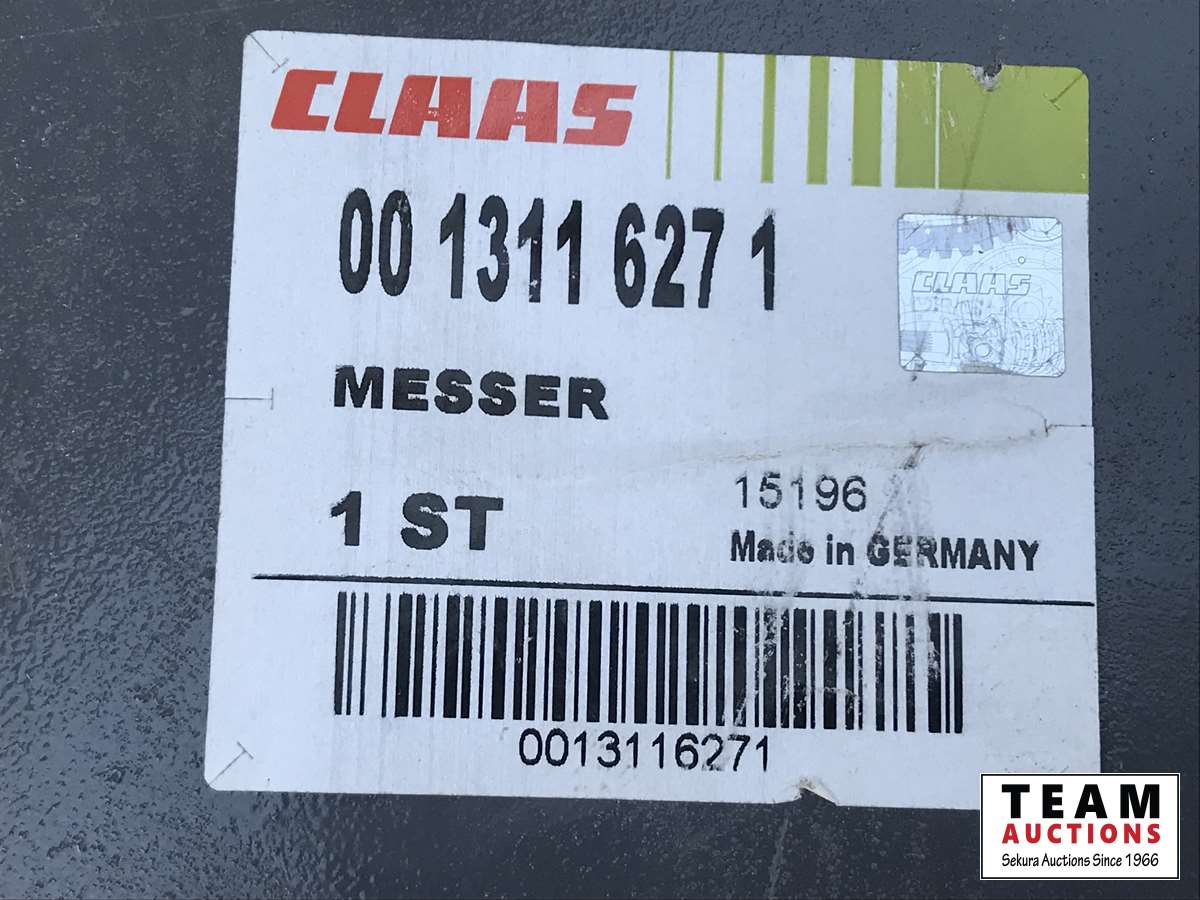 CLAAS
00 1311 627 1
CLAAS
MESSER
1 ST
15196
Made in GERMANY
0013116271
TEAM
AUCTIONS
Sekura Auctions Since 1966